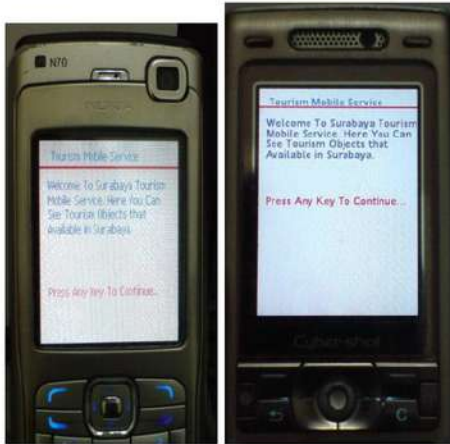 N70
NOKIA
Tourism Mobile Service
Welcome To Surabaya Tourism
Mobile Service. Here You Can
See Tourism Objects that
Available in Surabaya.
Press Any Key To Continue...
Tourism Mobile Service
Welcome To Surabaya Tourism
Mobile Service. Here You Can
See Tourism Objects that
Available in Surabaya.
Press Any Key To Continue...
Cyber-shot
C